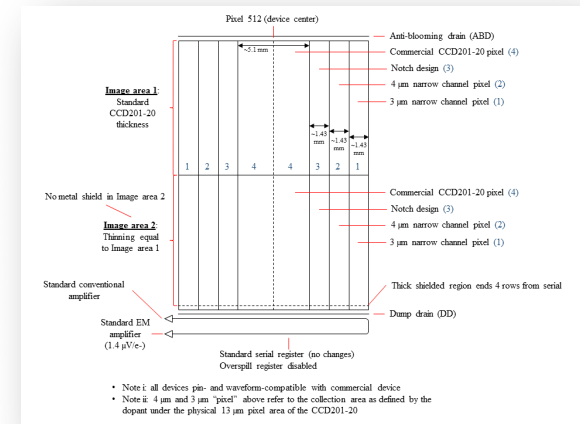 Pixel 512 (device center)
Anti-blooming drain (ABD)
Commercial CCD201-20 pixel (4)
~5.1 mm
Notch design (3)
4 μm narrow channel pixel (2)
3 μm narrow channel pixel (1)
Image area 1:
Standard
CCD201-20
thickness
~1.43
mm
~1.43
mm
~1.43
mm
1 2 3 4 4 3 2 1
No metal shield in Image area 2
Commercial CCD201-20 pixel (4)
Notch design (3)
4 μm narrow channel pixel (2)
3 μm narrow channel pixel (1)
Image area 2:
Thinning equal
to Image area 1
Standard conventional
amplifier
Thick shielded region ends 4 rows from serial
Dump drain (DD)
Standard EM
amplifier
(1.4 μV/e-)
Standard serial register (no changes)
Overspill register disabled
• Note i: all devices pin- and waveform-compatible with commercial device
• Note ii: 4 μm and 3 μm “pixel” above refer to the collection area as defined by the
dopant under the physical 13 μm pixel area of the CCD201-20